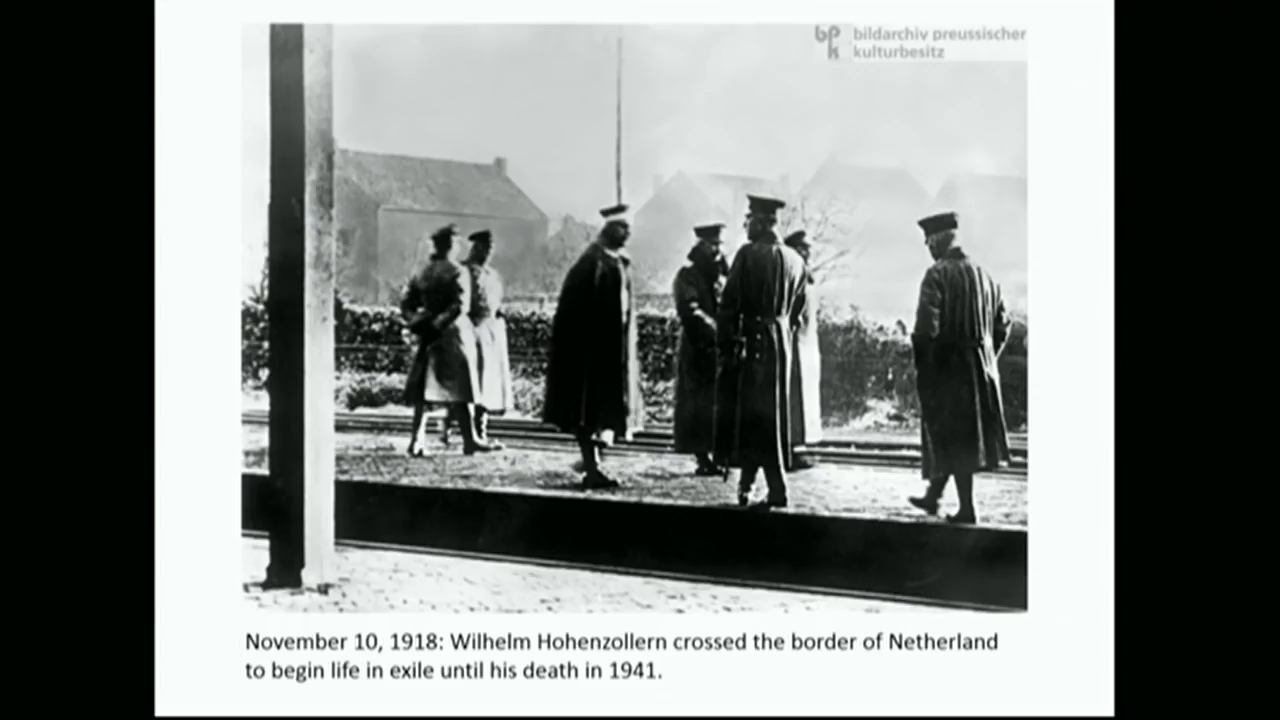 bpk
bildarchiv preussischer
kulturbesitz
November 10, 1918: Wilhelm Hohenzollern crossed the border of Netherland
to begin life in exile until his death in 1941.